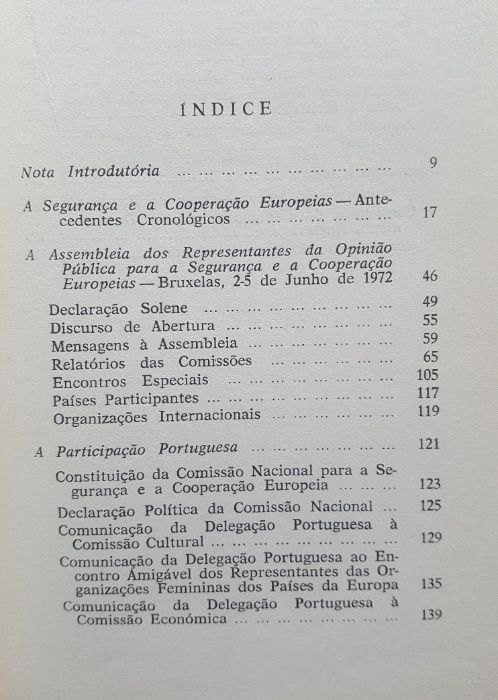 ÍNDICE
Nota Introdutória ... ... ... ... ... ... ... ... ... ... 9
A Segurança e a Cooperação Europeias — Ante-
cedentes Cronológicos ... ... ... ... ... ... ... 17
A Assembleia dos Representantes da Opinião
Pública para a Segurança e a Cooperação
Europeias — Bruxelas, 2-5 de Junho de 1972 46
Declaração Solene ... ... ... ... ... ... ... ... ... 49
Discurso de Abertura ... ... ... ... ... ... ... ... 55
Mensagens à Assembleia ... ... ... ... ... ... ... 59
Relatórios das Comissões ... ... ... ... ... ... 65
Encontros Especiais ... ... ... ... ... ... ... ... 105
Países Participantes ... ... ... ... ... ... ... ... ... 117
Organizações Internacionais ... ... ... ... ... ... 119
A Participação Portuguesa ... ... ... ... ... ... ... 121
Constituição da Comissão Nacional para a Se-
gurança e a Cooperação Europeia ... ... ... 123
Declaração Política da Comissão Nacional ... 125
Comunicação da Delegação Portuguesa à
Comissão Cultural ... ... ... ... ... ... ... ... ... 129
Comunicação da Delegação Portuguesa ao En-
contro Amigável dos Representantes das Or-
ganizações Femininas dos Países da Europa 135
Comunicação da Delegação Portuguesa à
Comissão Económica ... ... ... ... ... ... ... ... 139